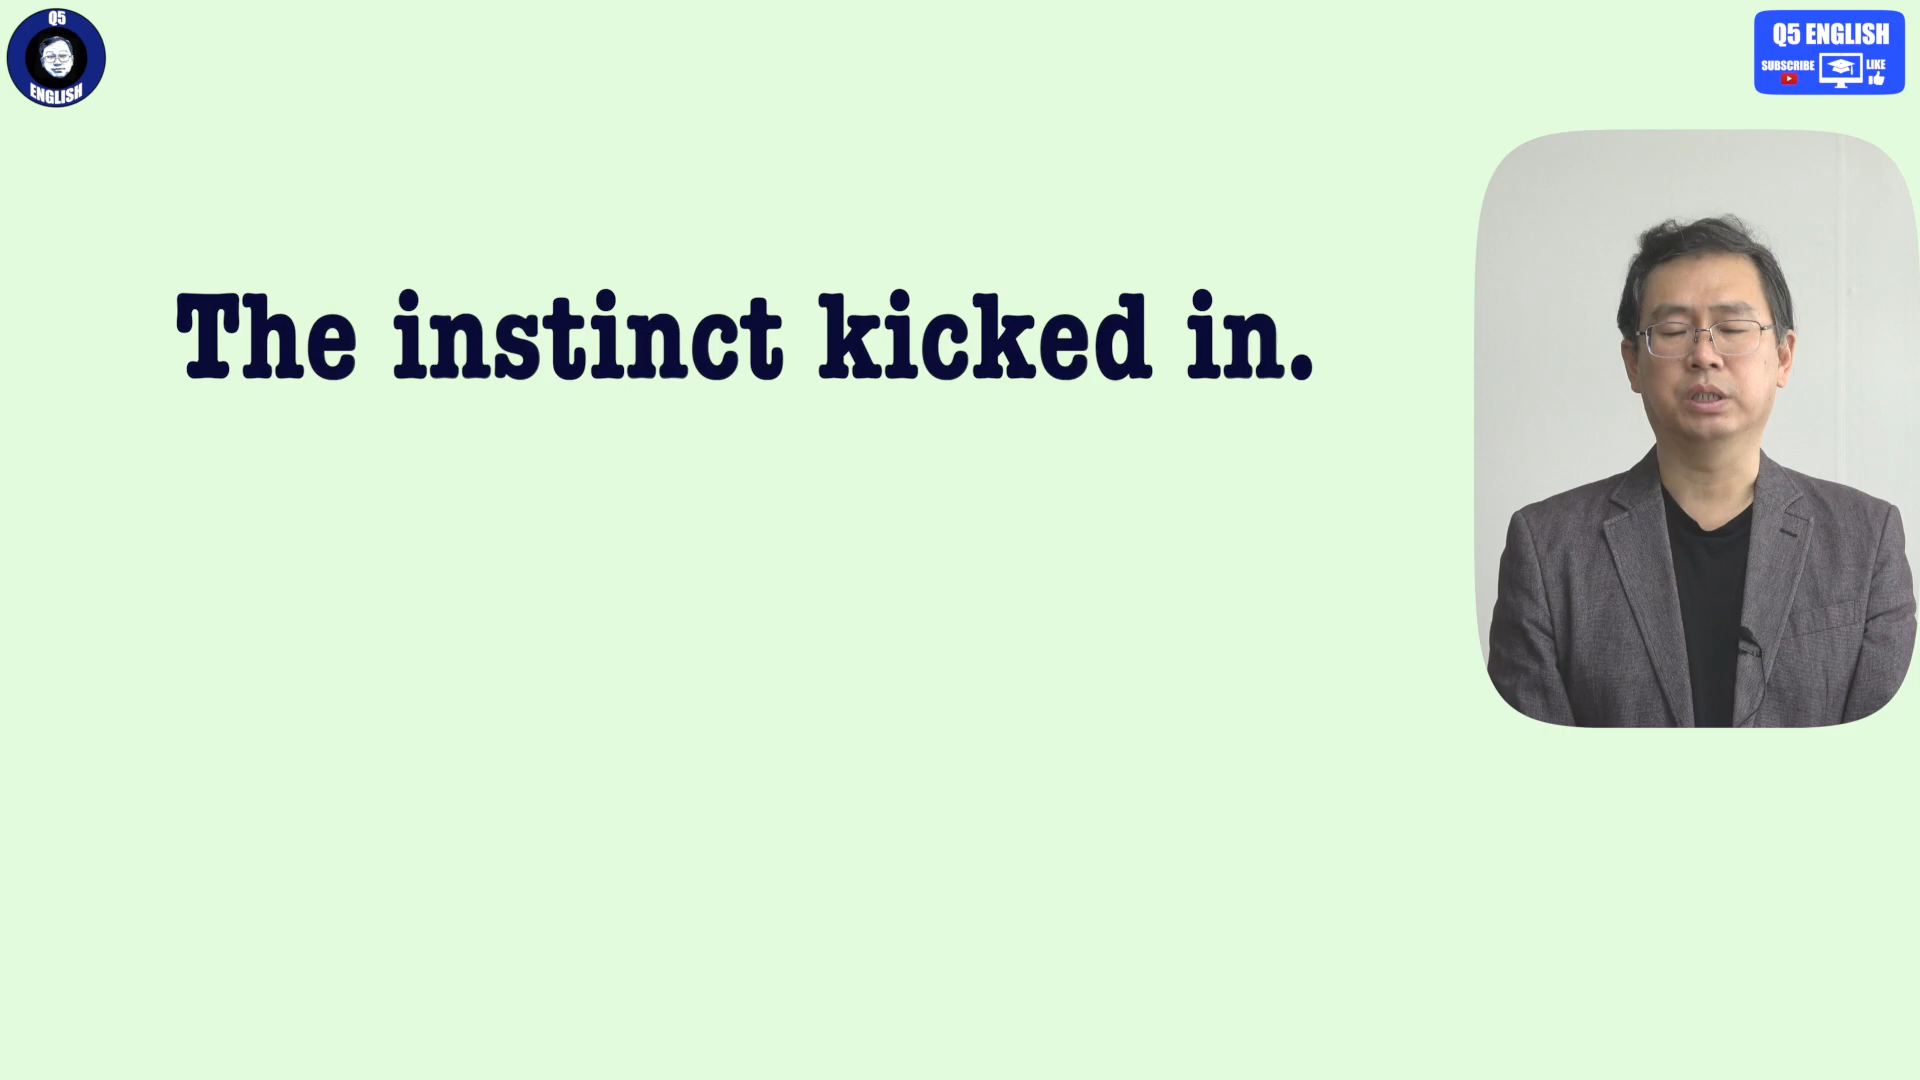 Q5
ENGLISH
Q5 ENGLISH
SUBSCRIBE
LIKE
The instinct kicked in.